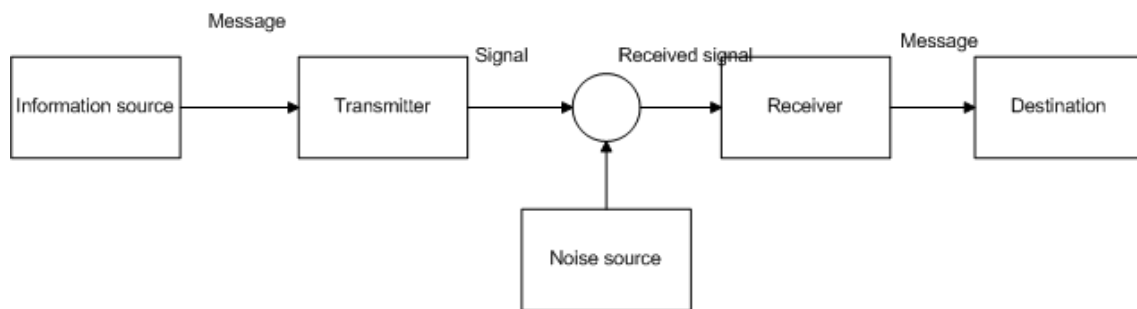 Message
Signal
Received signal
Message
Information source
Transmitter
Receiver
Destination
Noise source